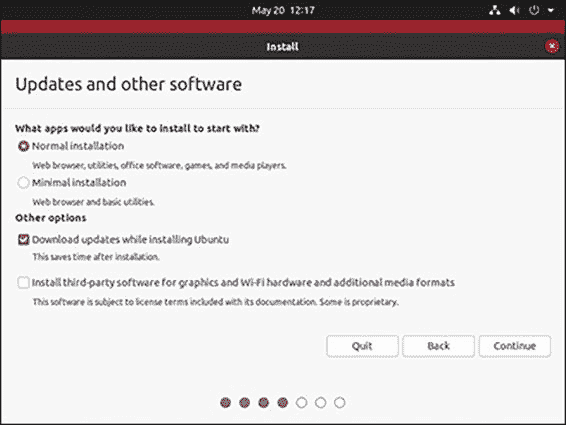 May 20  12:17
Install
Updates and other software
What apps would you like to install to start with?
Normal installation
Web browser, utilities, office software, games, and media players.
Minimal installation
Web browser and basic utilities.
Other options
Download updates while installing Ubuntu
This saves time after installation.
Install third-party software for graphics and Wi-Fi hardware and additional media formats
This software is subject to license terms included with its documentation. Some is proprietary.
Quit Back Continue